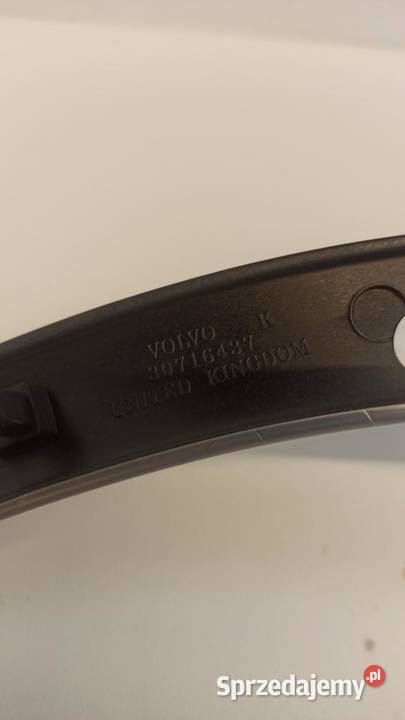 VOLVO K
30716437
UNITED KINGDOM
Sprzedajemy.pl